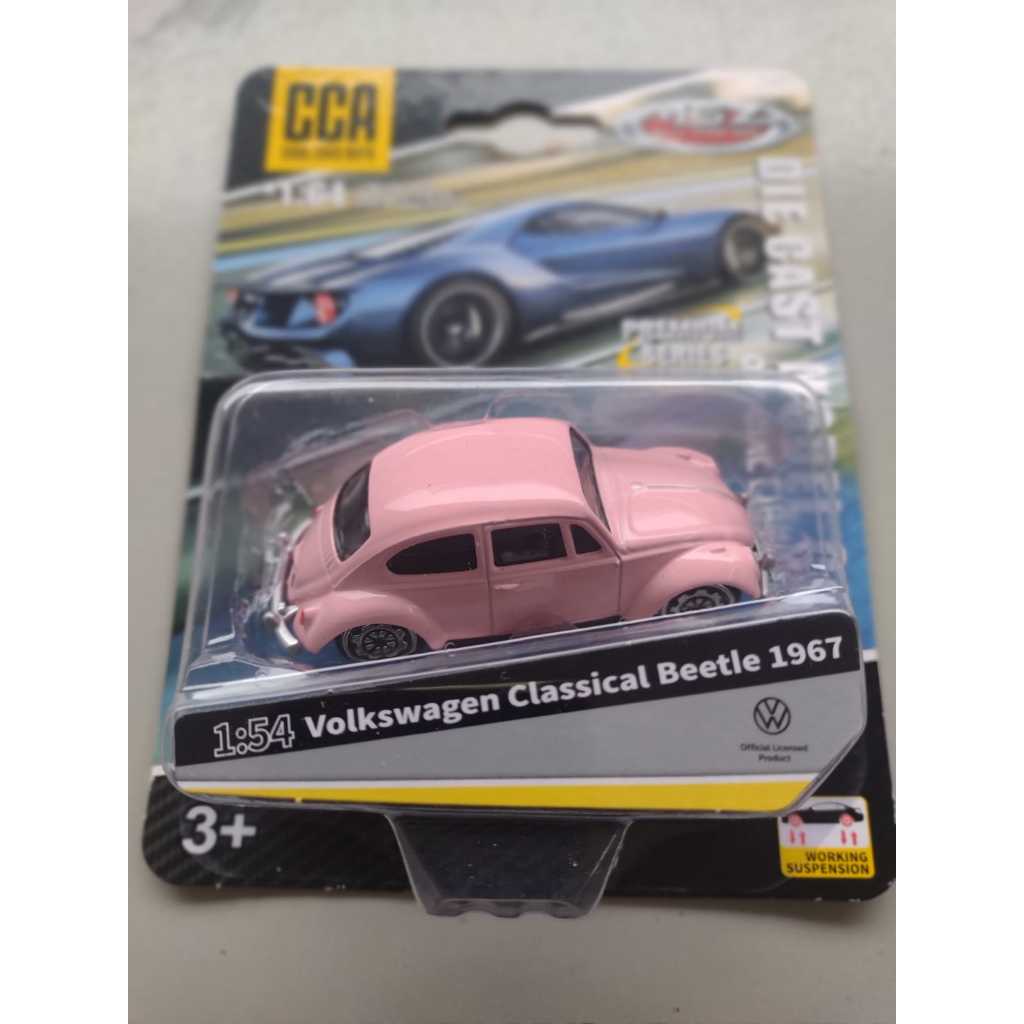 CCA
MSZ
1:64
DIE CAST
PREMIUM
SERIES
1:54 Volkswagen Classical Beetle 1967
Official Licensed
Product
3+
WORKING
SUSPENSION